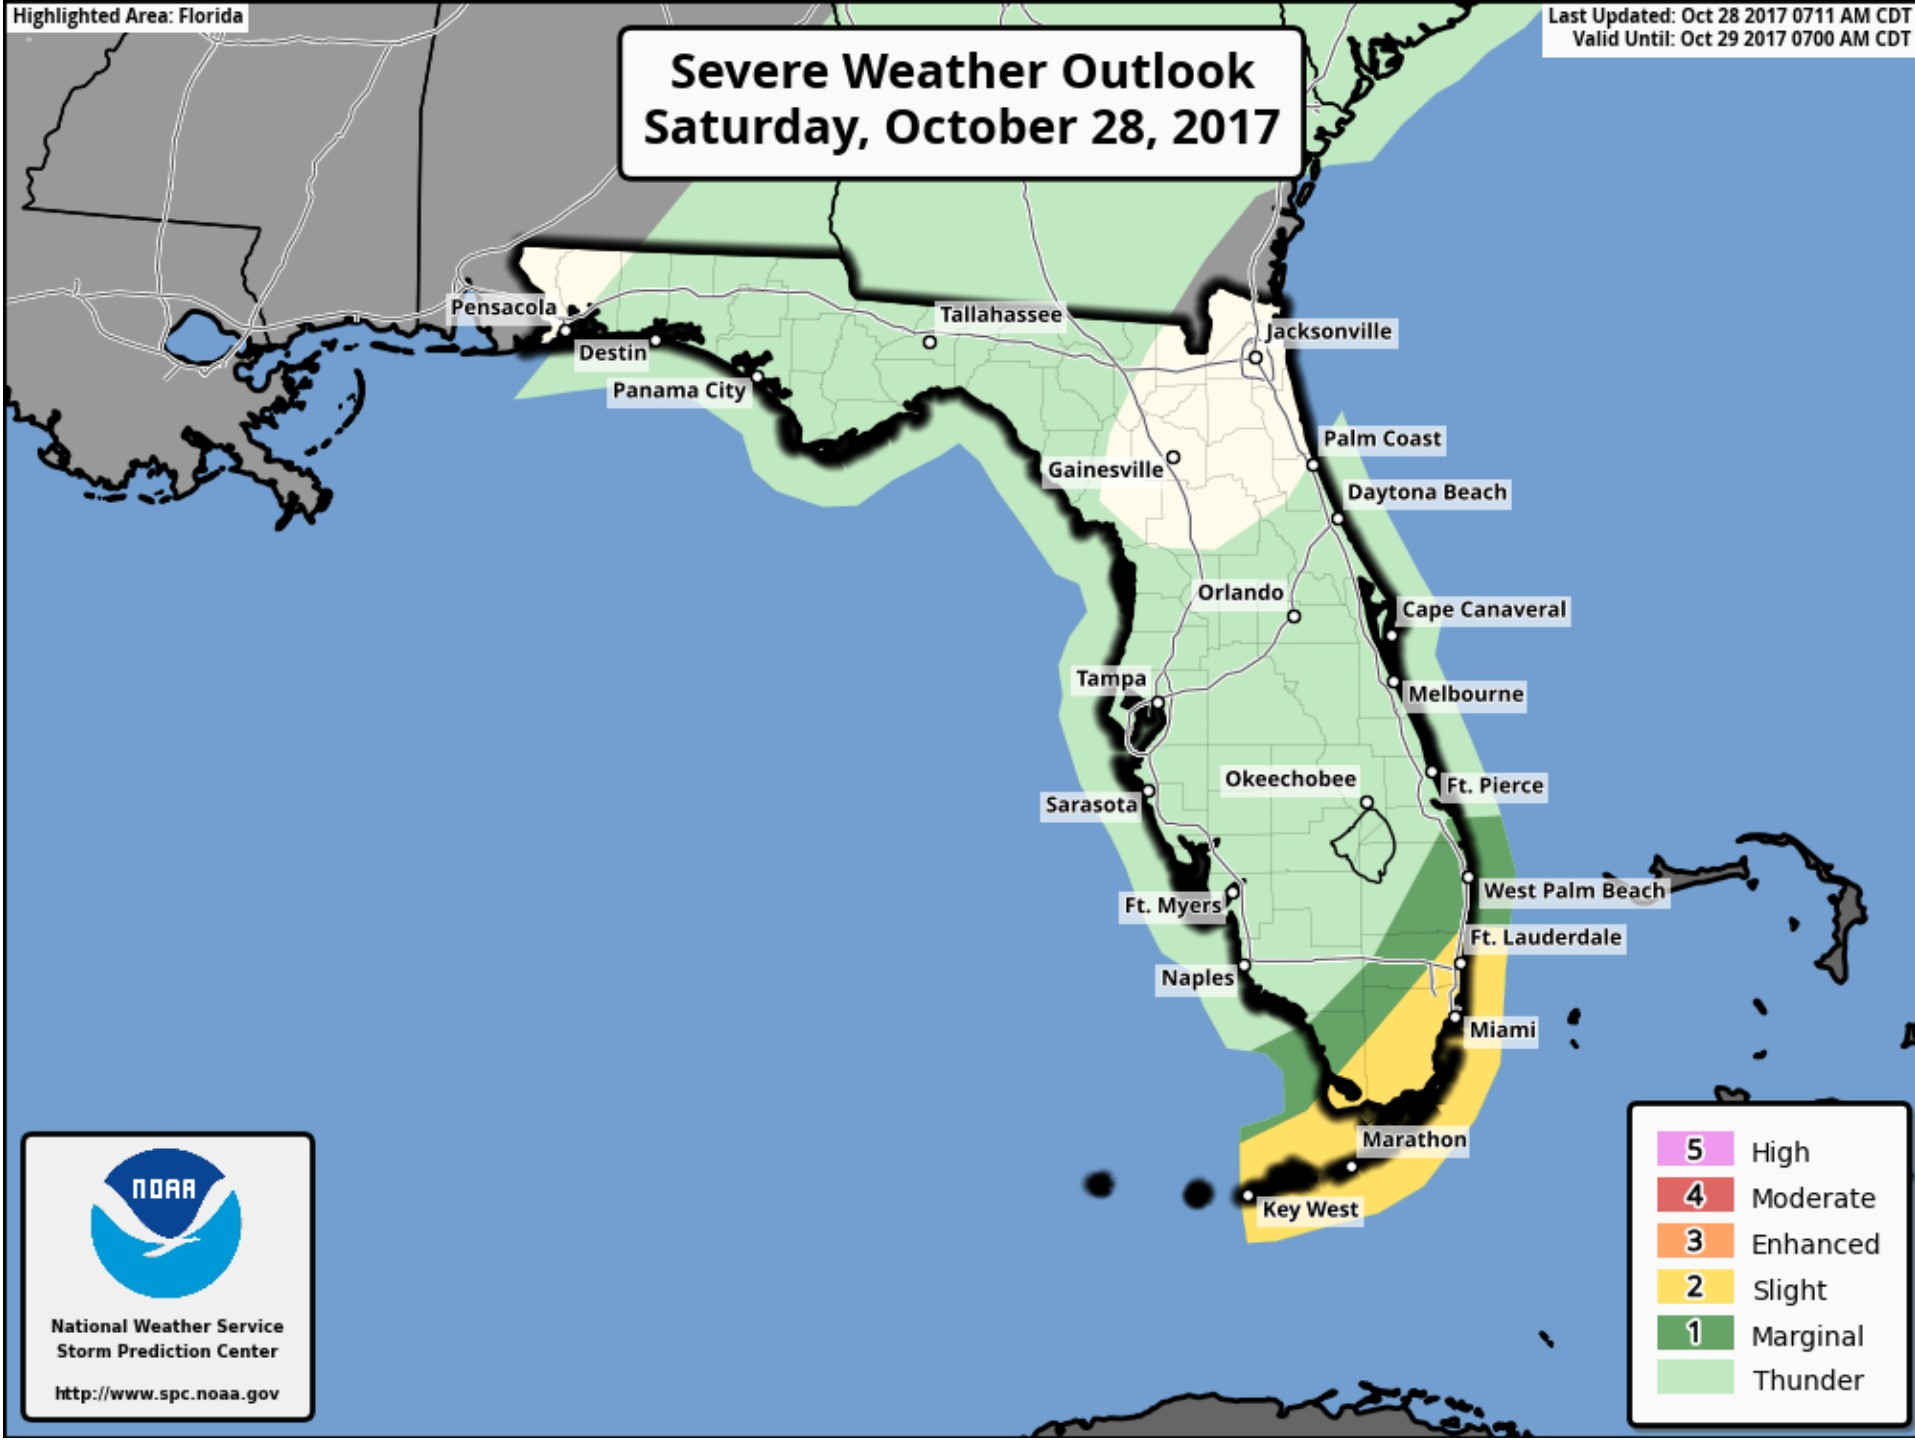 Highlighted Area: Florida
Last Updated: Oct 28 2017 0711 AM CDT
Valid Until: Oct 29 2017 0700 AM CDT
Severe Weather Outlook
Saturday, October 28, 2017
Pensacola
Tallahassee
Jacksonville
Destin
Panama City
Palm Coast
Gainesville
Daytona Beach
Orlando
Cape Canaveral
Tampa
Melbourne
Okeechobee
Ft. Pierce
Sarasota
West Palm Beach
Ft. Myers
Ft. Lauderdale
Naples
Miami
Marathon
Key West
NOAA
National Weather Service
Storm Prediction Center
http://www.spc.noaa.gov
5 High
4 Moderate
3 Enhanced
2 Slight
1 Marginal
Thunder